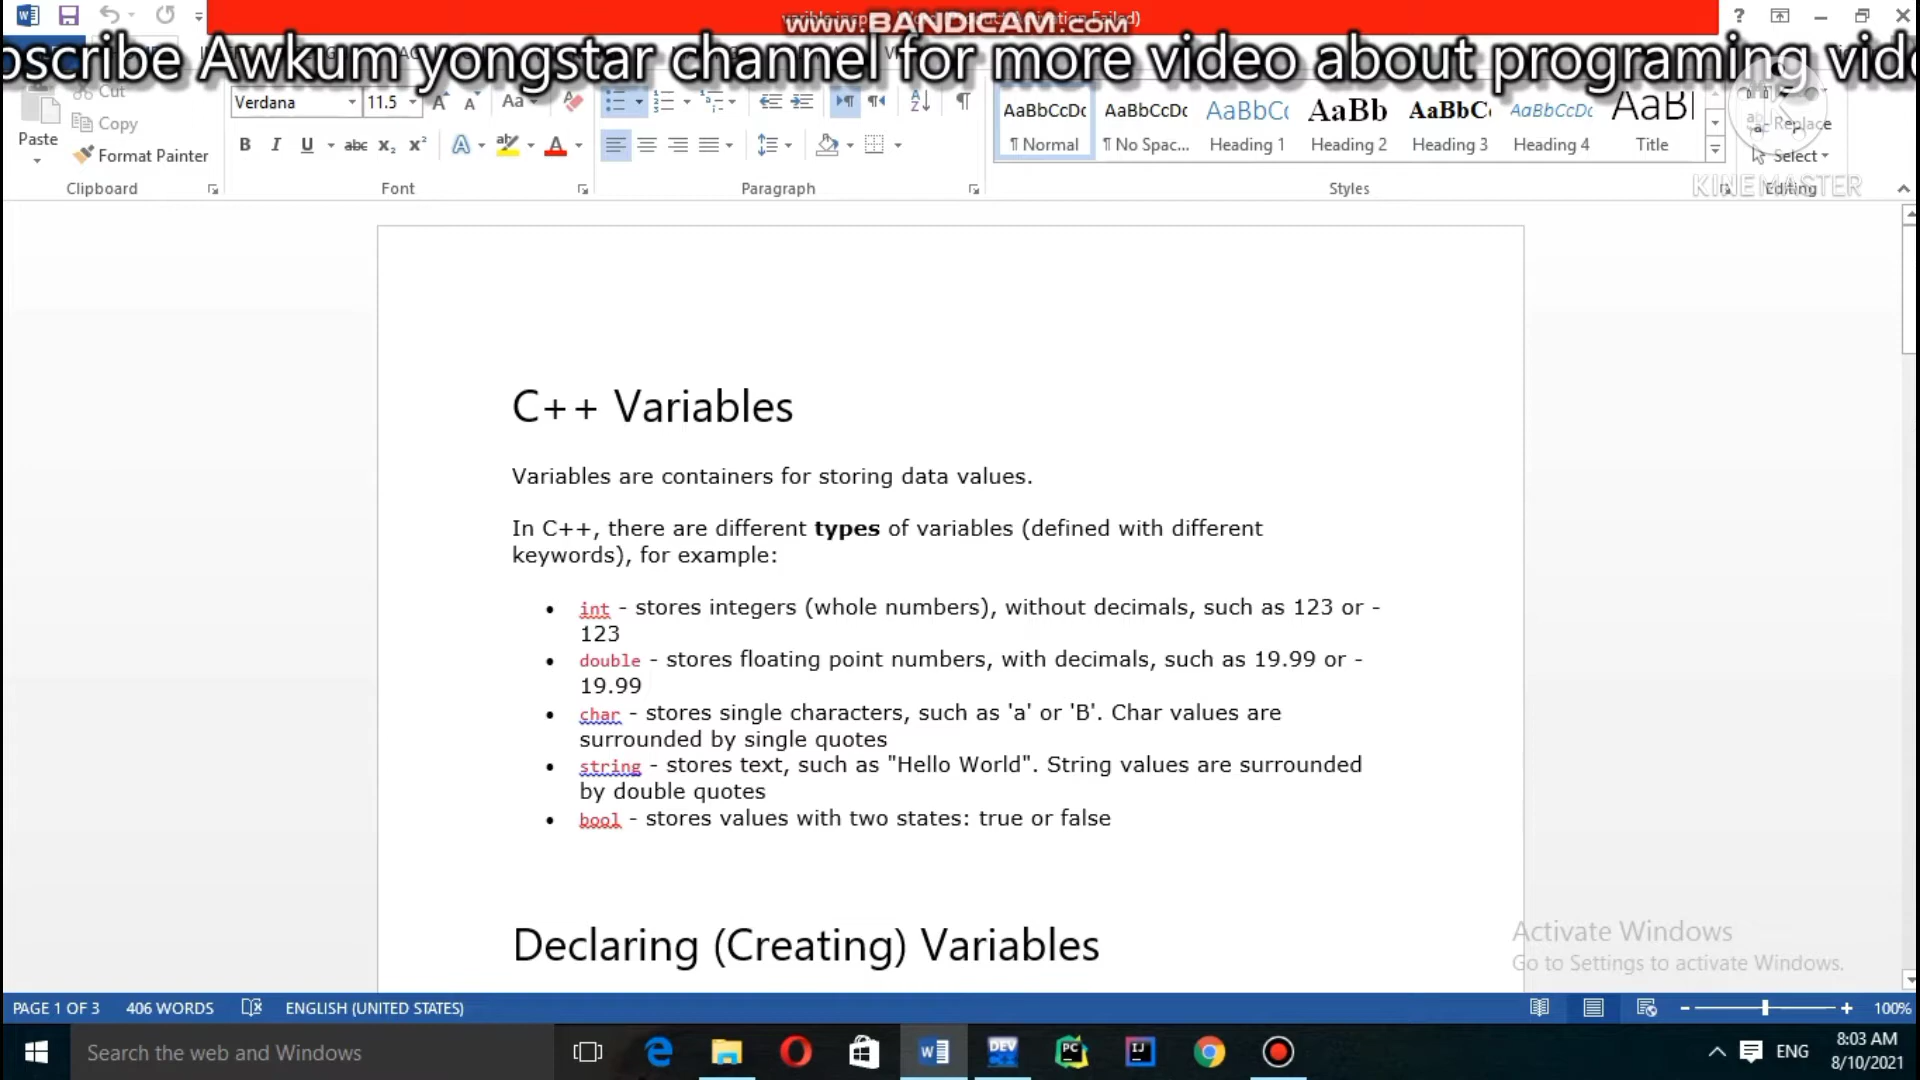 www.BANDICAM.com
oscribe Awkum yongstar channel for more video about programing vide
Cut
Copy
Paste
Format Painter
Clipboard
Verdana
11.5
Font
Paragraph
AaBbCcDc
¶ Normal
AaBbCcDc
¶ No Spac...
AaBbC(
Heading 1
AaBb
Heading 2
AaBbC
Heading 3
AaBbCcDc
Heading 4
AaBl
Title
Styles
Replace
Select
Editing
KINEMASTER
C++ Variables
Variables are containers for storing data values.
In C++, there are different types of variables (defined with different
keywords), for example:
• int - stores integers (whole numbers), without decimals, such as 123 or -
123
• double - stores floating point numbers, with decimals, such as 19.99 or -
19.99
• char - stores single characters, such as 'a' or 'B'. Char values are
surrounded by single quotes
• string - stores text, such as "Hello World". String values are surrounded
by double quotes
• bool - stores values with two states: true or false
Declaring (Creating) Variables
Activate Windows
Go to Settings to activate Windows.
PAGE 1 OF 3 406 WORDS ENGLISH (UNITED STATES) 100%
Search the web and Windows
ENG
8:03 AM
8/10/2021